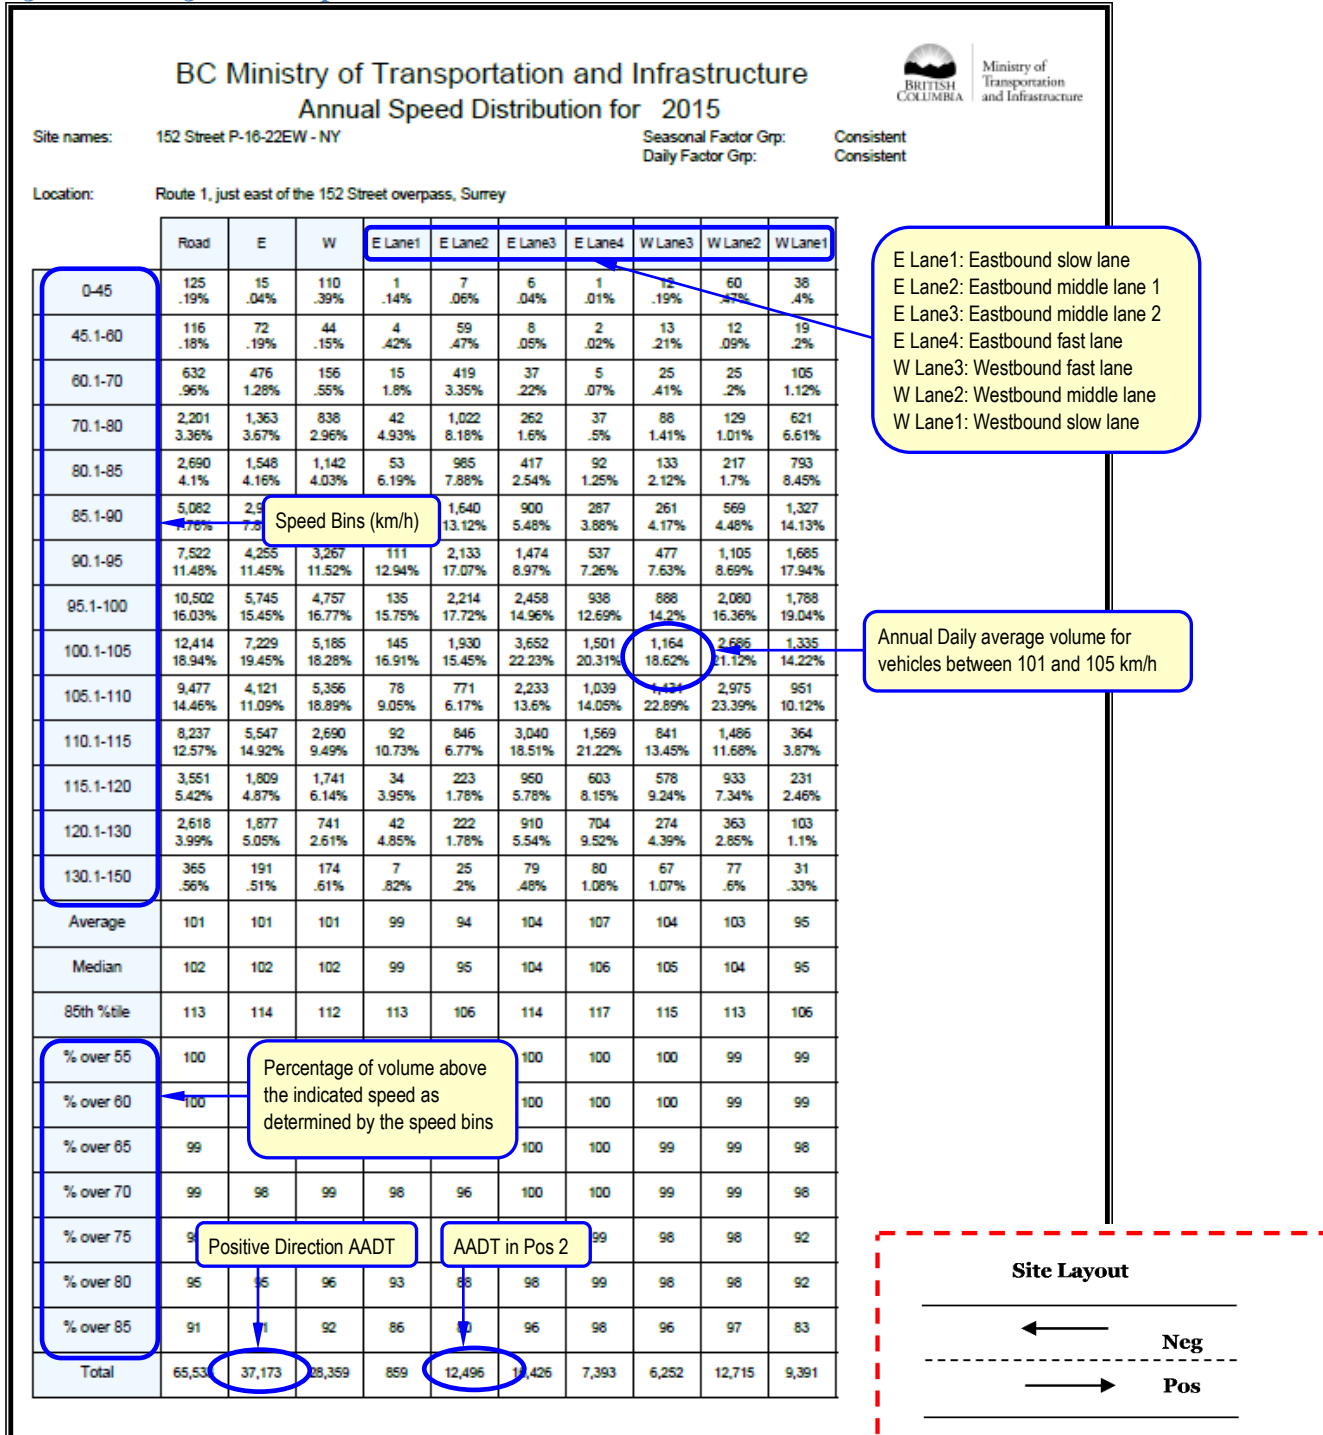 BC Ministry of Transportation and Infrastructure
Annual Speed Distribution for 2015
BRITISH COLUMBIA
Ministry of
Transportation
and Infrastructure
Site names: 152 Street P-16-22EW - NY
Seasonal Factor Grp: Consistent
Daily Factor Grp: Consistent
Location: Route 1, just east of the 152 Street overpass, Surrey
Road E W E Lane1 E Lane2 E Lane3 E Lane4 W Lane3 W Lane2 W Lane1
0-45 125 15 110 1 7 6 1 12 60 38
.19% .04% .39% .14% .06% .04% .01% .19% .47% .4%
45.1-60 116 72 44 4 59 8 2 13 12 19
.18% .19% .15% .42% .47% .05% .02% .21% .09% .2%
60.1-70 632 476 156 15 419 37 5 25 25 105
.96% 1.28% .55% 1.8% 3.35% .22% .07% .41% .2% 1.12%
70.1-80 2,201 1,363 838 42 1,022 262 37 88 129 621
3.36% 3.67% 2.96% 4.93% 8.18% 1.6% .5% 1.41% 1.01% 6.61%
80.1-85 2,690 1,548 1,142 53 985 417 92 133 217 793
4.1% 4.16% 4.03% 6.19% 7.88% 2.54% 1.25% 2.12% 1.7% 8.45%
85.1-90 5,082 1,640 900 287 261 569 1,327
7.76% 13.12% 5.48% 3.88% 4.17% 4.48% 14.13%
Speed Bins (km/h)
90.1-95 7,522 4,255 3,267 111 2,133 1,474 537 477 1,105 1,685
11.48% 11.45% 11.52% 12.94% 17.07% 8.97% 7.26% 7.63% 8.69% 17.94%
95.1-100 10,502 5,745 4,757 135 2,214 2,458 938 888 2,080 1,788
16.03% 15.45% 16.77% 15.75% 17.72% 14.96% 12.69% 14.2% 16.36% 19.04%
100.1-105 12,414 7,229 5,185 145 1,930 3,652 1,501 1,164 2,686 1,335
18.94% 19.45% 18.28% 16.91% 15.45% 22.23% 20.31% 18.62% 21.12% 14.22%
105.1-110 9,477 4,121 5,356 78 771 2,233 1,039 1,431 2,975 951
14.46% 11.09% 18.89% 9.05% 6.17% 13.6% 14.05% 22.89% 23.39% 10.12%
110.1-115 8,237 5,547 2,690 92 846 3,040 1,569 841 1,486 364
12.57% 14.92% 9.49% 10.73% 6.77% 18.51% 21.22% 13.45% 11.68% 3.87%
115.1-120 3,551 1,809 1,741 34 223 950 603 578 933 231
5.42% 4.87% 6.14% 3.95% 1.78% 5.78% 8.15% 9.24% 7.34% 2.46%
120.1-130 2,618 1,877 741 42 222 910 704 274 363 103
3.99% 5.05% 2.61% 4.85% 1.78% 5.54% 9.52% 4.39% 2.85% 1.1%
130.1-150 365 191 174 7 25 79 80 67 77 31
.56% .51% .61% .82% .2% .48% 1.08% 1.07% .6% .33%
Average 101 101 101 99 94 104 107 104 103 95
Median 102 102 102 99 95 104 106 105 104 95
85th %tile 113 114 112 113 106 114 117 115 113 106
% over 55 100 100 100 100 99 99
% over 60 100 100 100 100 99 99
% over 65 99 100 100 99 99 98
Percentage of volume above
the indicated speed as
determined by the speed bins
% over 70 99 98 99 98 96 100 100 99 99 98
% over 75 99 98 98 92
Positive Direction AADT
AADT in Pos 2
% over 80 95 95 96 93 88 98 99 98 98 92
% over 85 91 92 86 96 98 96 97 83
Total 37,173 28,359 859 12,496 7,393 6,252 12,715 9,391
E Lane1: Eastbound slow lane
E Lane2: Eastbound middle lane 1
E Lane3: Eastbound middle lane 2
E Lane4: Eastbound fast lane
W Lane3: Westbound fast lane
W Lane2: Westbound middle lane
W Lane1: Westbound slow lane
Annual Daily average volume for
vehicles between 101 and 105 km/h
Site Layout
Neg
Pos